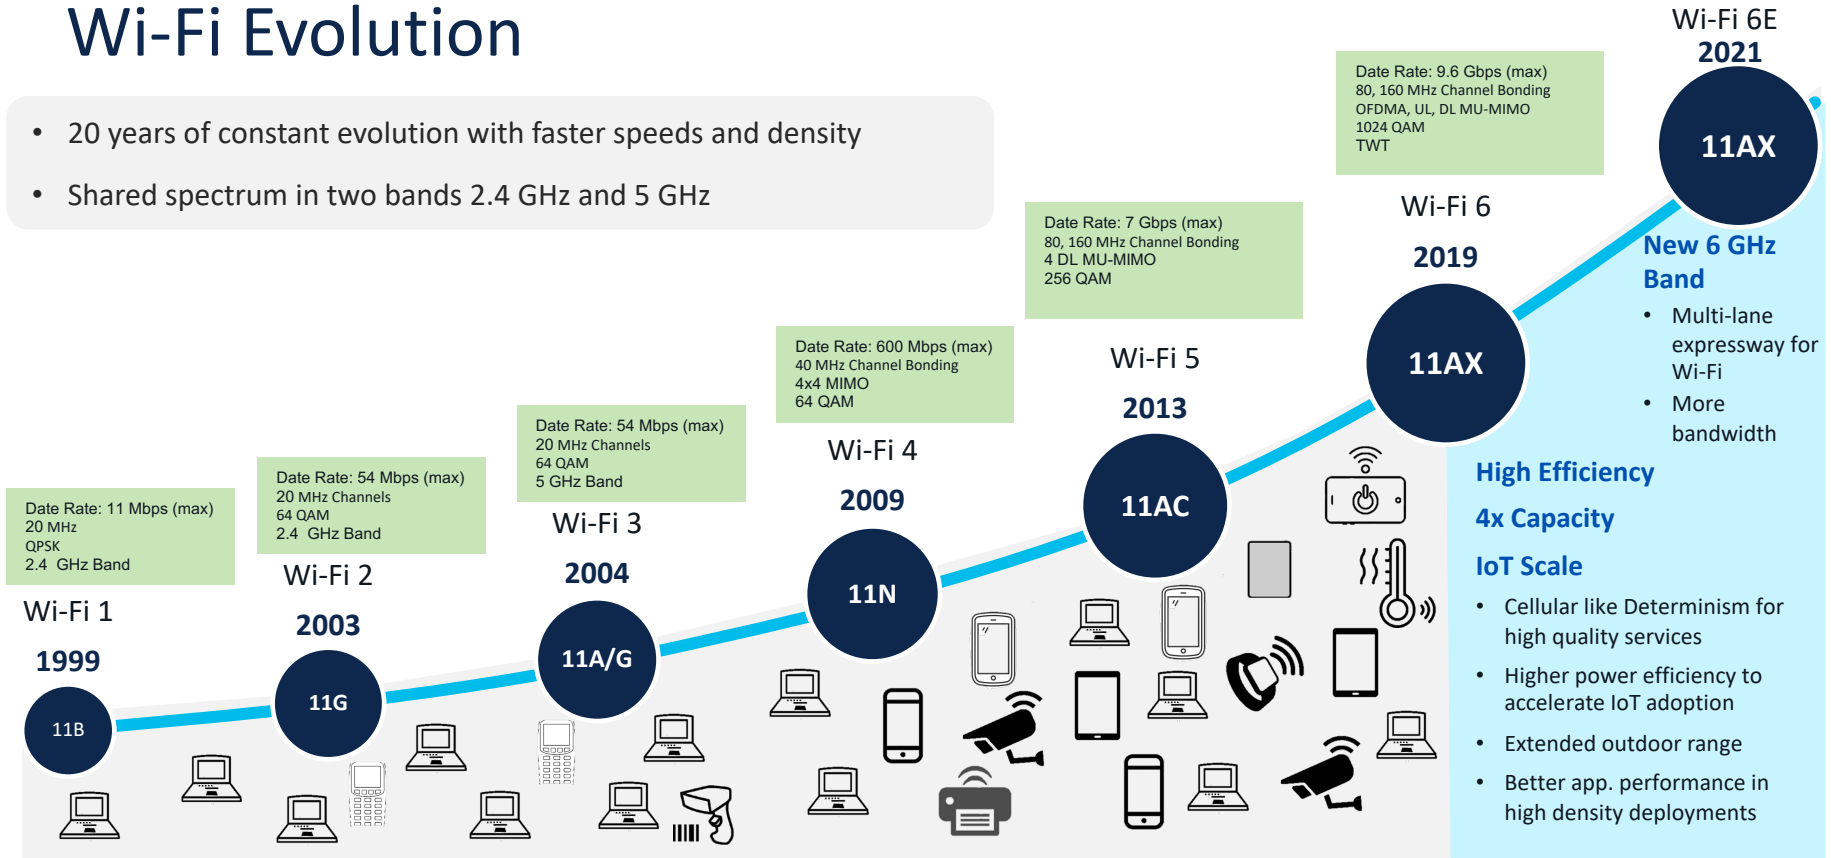 Wi-Fi Evolution
• 20 years of constant evolution with faster speeds and density
• Shared spectrum in two bands 2.4 GHz and 5 GHz
Date Rate: 11 Mbps (max)
20 MHz
QPSK
2.4 GHz Band
Wi-Fi 1
1999
11B
Date Rate: 54 Mbps (max)
20 MHz Channels
64 QAM
2.4 GHz Band
Wi-Fi 2
2003
11G
Date Rate: 54 Mbps (max)
20 MHz Channels
64 QAM
5 GHz Band
Wi-Fi 3
2004
11A/G
Date Rate: 600 Mbps (max)
40 MHz Channel Bonding
4x4 MIMO
64 QAM
Wi-Fi 4
2009
11N
Date Rate: 7 Gbps (max)
80, 160 MHz Channel Bonding
4 DL MU-MIMO
256 QAM
Wi-Fi 5
2013
11AC
Date Rate: 9.6 Gbps (max)
80, 160 MHz Channel Bonding
OFDMA, UL, DL MU-MIMO
1024 QAM
TWT
Wi-Fi 6
2019
11AX
Wi-Fi 6E
2021
11AX
New 6 GHz
Band
• Multi-lane
expressway for
Wi-Fi
• More
bandwidth
High Efficiency
4x Capacity
IoT Scale
• Cellular like Determinism for
high quality services
• Higher power efficiency to
accelerate IoT adoption
• Extended outdoor range
• Better app. performance in
high density deployments